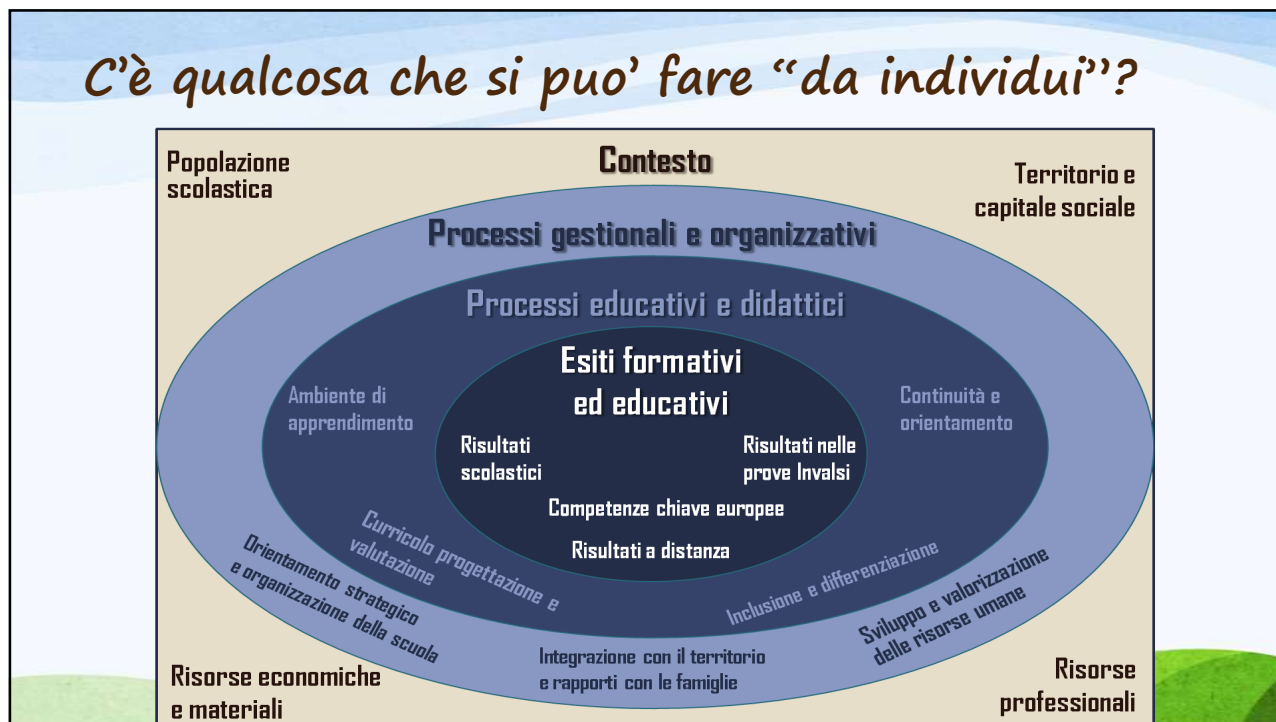 C'è qualcosa che si puo' fare “da individui”?
Popolazione
scolastica
Contesto
Territorio e
capitale sociale
Processi gestionali e organizzativi
Processi educativi e didattici
Esiti formativi
ed educativi
Ambiente di
apprendimento
Continuità e
orientamento
Risultati
scolastici
Risultati nelle
prove Invalsi
Competenze chiave europee
Risultati a distanza
Curricolo progettazione e
valutazione
Inclusione e differenziazione
Orientamento strategico
e organizzazione della scuola
Integrazione con il territorio
e rapporti con le famiglie
Sviluppo e valorizzazione
delle risorse umane
Risorse economiche
e materiali
Risorse
professionali